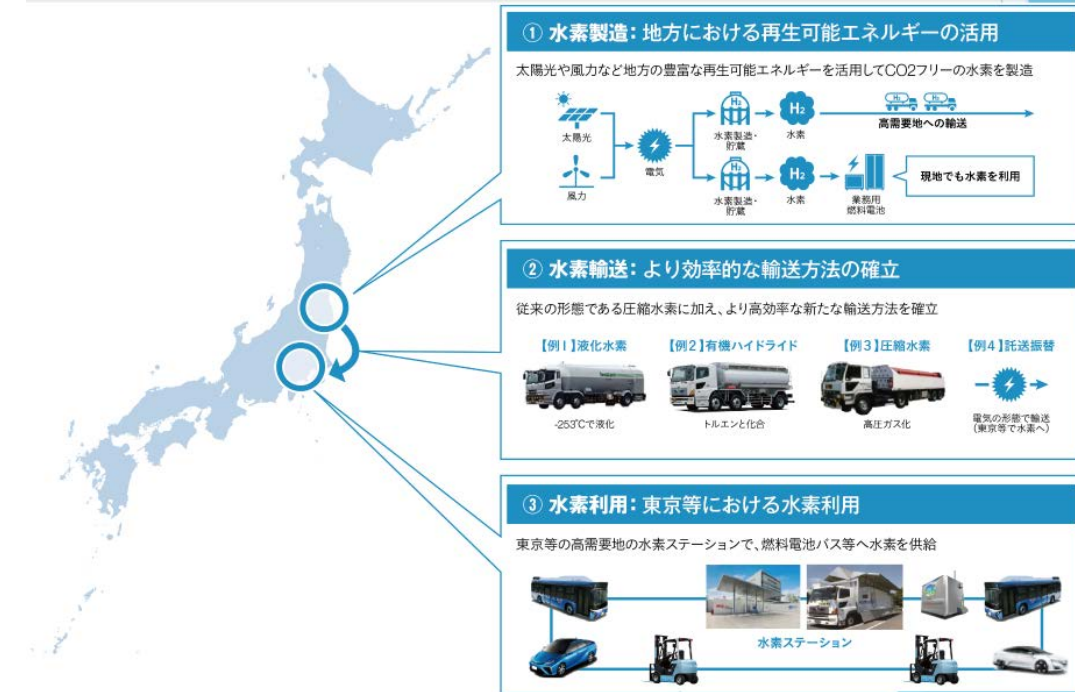 ① 水素製造：地方における再生可能エネルギーの活用
太陽光や風力など地方の豊富な再生可能エネルギーを活用してCO2フリーの水素を製造
太陽光
風力
電気
H₂
水素製造・
貯蔵
H₂
水素
H₂ H₂
高需要地への輸送
H₂
水素製造・
貯蔵
H₂
水素
業務用
燃料電池
現地でも水素を利用
② 水素輸送：より効率的な輸送方法の確立
従来の形態である圧縮水素に加え、より高効率な新たな輸送方法を確立
【例1】液化水素
-253℃で液化
【例2】有機ハイドライド
トルエンと化合
【例3】圧縮水素
高圧ガス化
【例4】託送振替
電気の形態で輸送
（東京等で水素へ）
③ 水素利用：東京等における水素利用
東京等の高需要地の水素ステーションで、燃料電池バス等へ水素を供給
水素ステーション